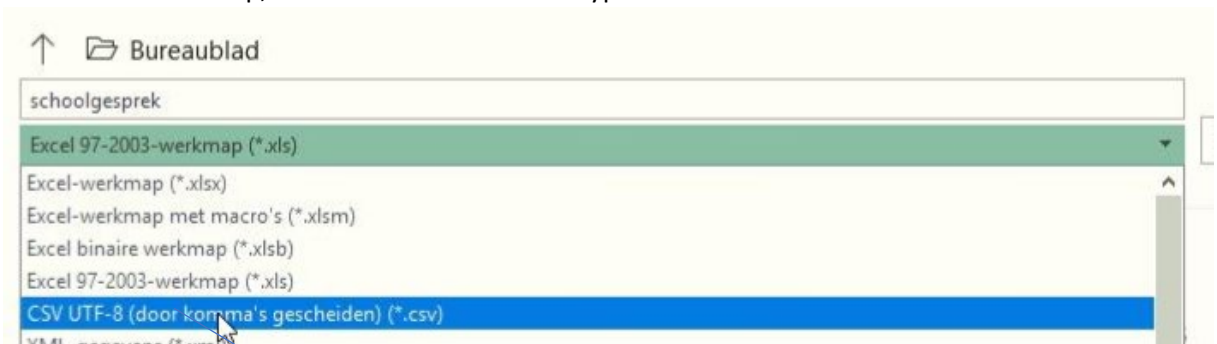 Bureaublad
schoolgesprek
Excel 97-2003-werkmap (*.xls)
Excel-werkmap (*.xlsx)
Excel-werkmap met macro's (*.xlsm)
Excel binaire werkmap (*.xlsb)
Excel 97-2003-werkmap (*.xls)
CSV UTF-8 (door komma's gescheiden) (*.csv)